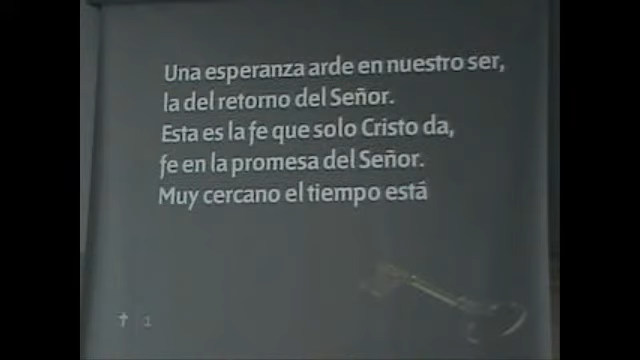 Una esperanza arde en nuestro ser,
la del retorno del Señor.
Esta es la fe que solo Cristo da,
fe en la promesa del Señor.
Muy cercano el tiempo está
✝ 1